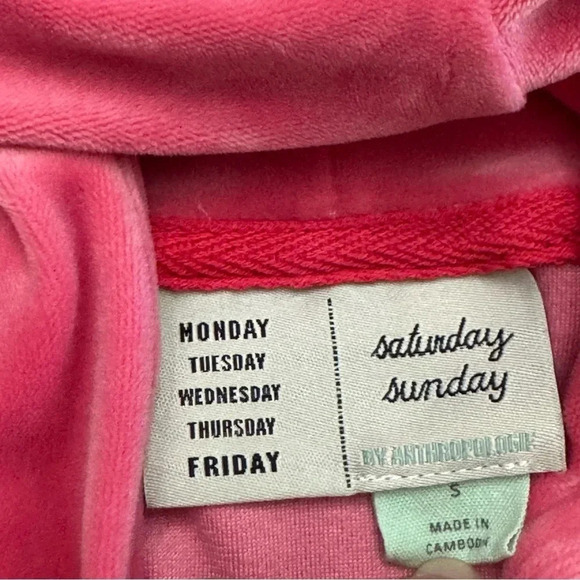 MONDAY
TUESDAY
WEDNESDAY
THURSDAY
FRIDAY
saturday
sunday
BY ANTHROPOLOGIE
S
MADE IN
CAMBODIA